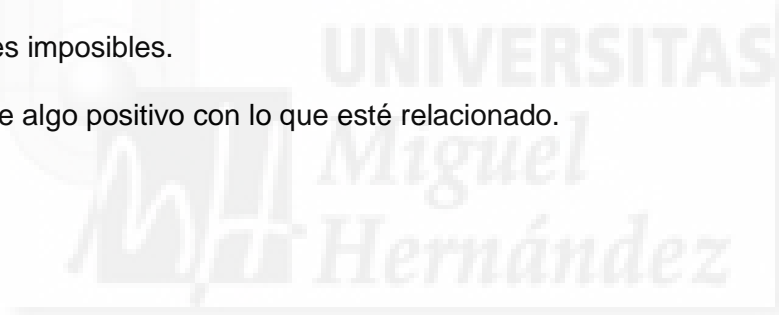 es imposibles.
e algo positivo con lo que esté relacionado.
UNIVERSITAS
Miguel
Hernández